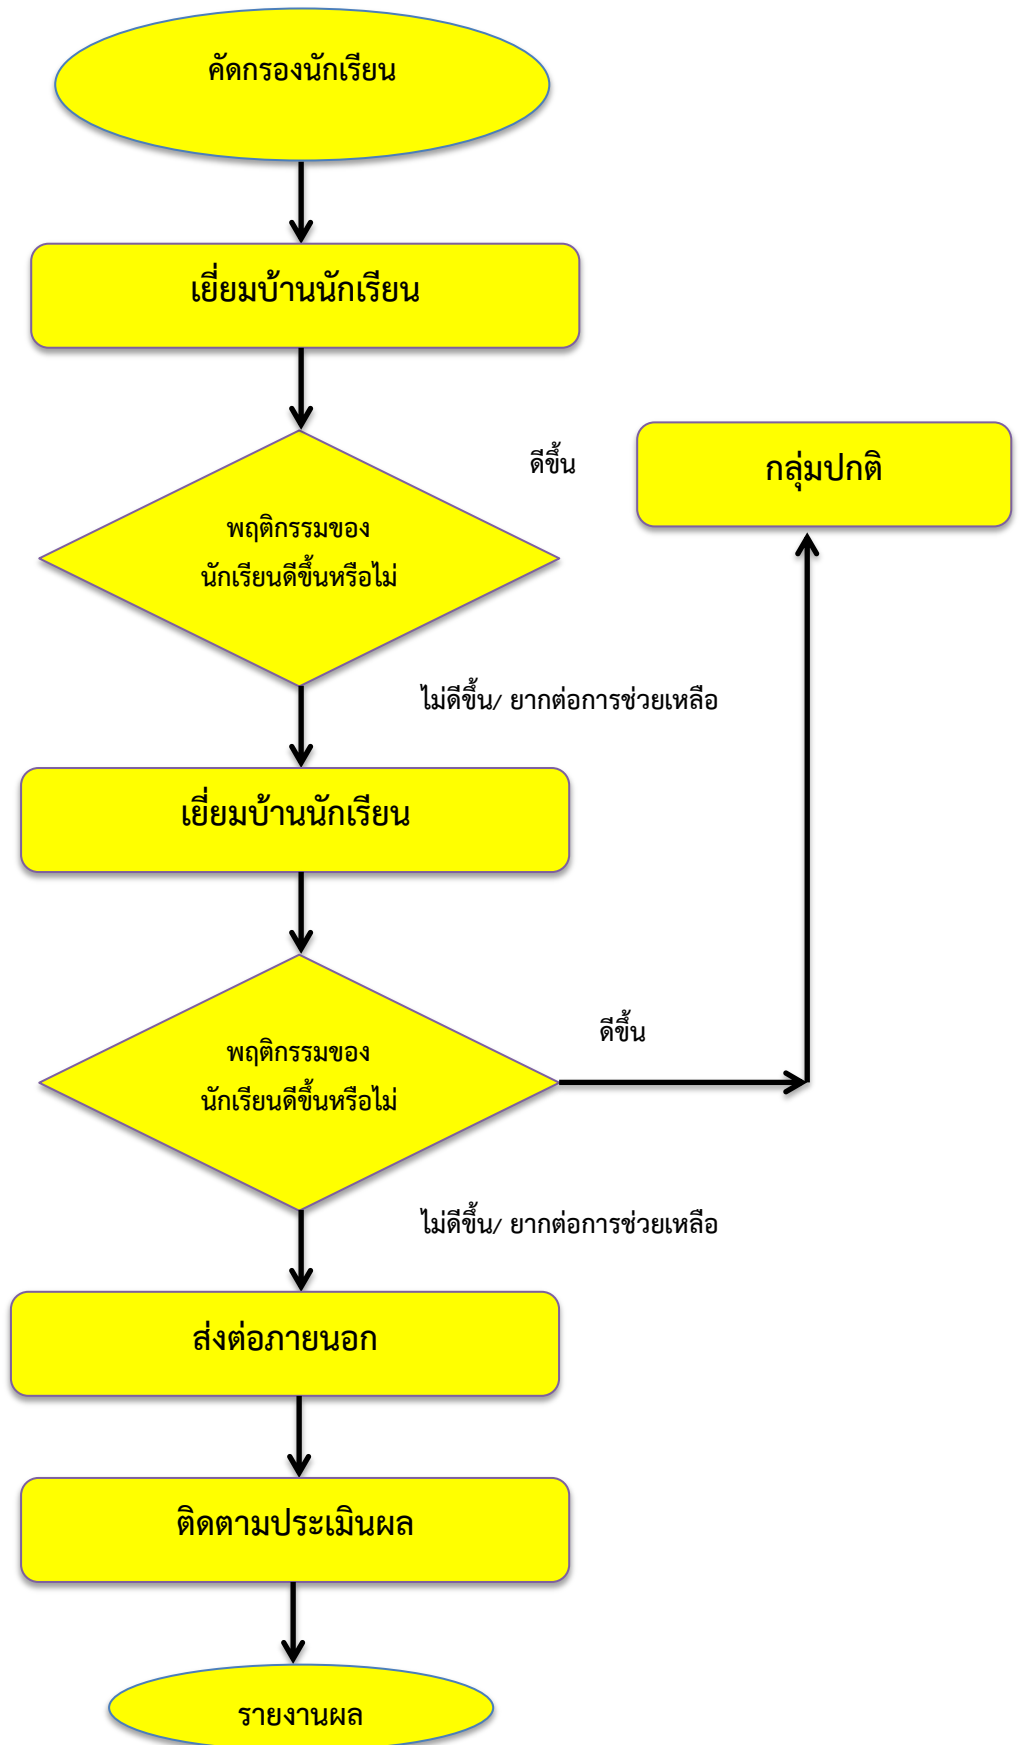 คัดกรองนักเรียน
เยี่ยมบ้านนักเรียน
ดีขึ้น
กลุ่มปกติ
พฤติกรรมของ
นักเรียนดีขึ้นหรือไม่
ไม่ดีขึ้น/ ยากต่อการช่วยเหลือ
เยี่ยมบ้านนักเรียน
ดีขึ้น
พฤติกรรมของ
นักเรียนดีขึ้นหรือไม่
ไม่ดีขึ้น/ ยากต่อการช่วยเหลือ
ส่งต่อภายนอก
ติดตามประเมินผล
รายงานผล